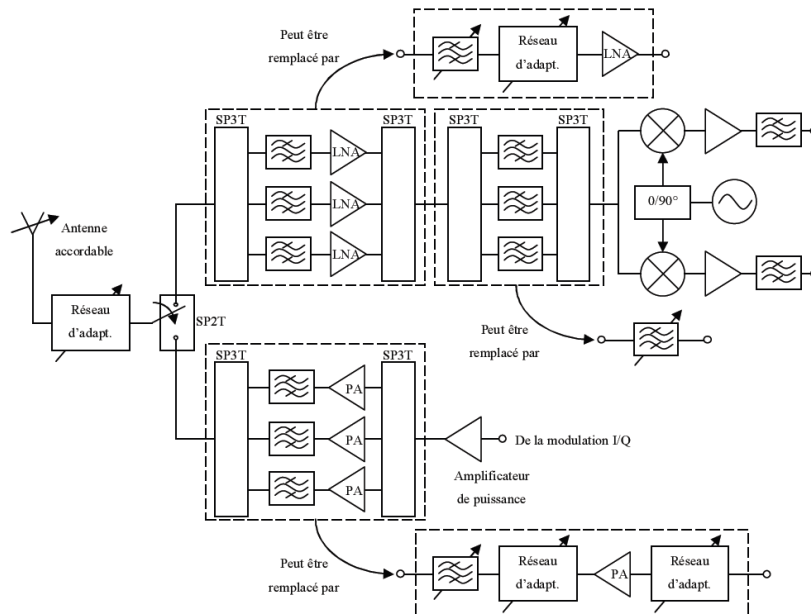 Peut être
remplacé par
Réseau
d'adapt.
LNA
SP3T
SP3T
SP3T
SP3T
LNA
LNA
LNA
0/90°
Antenne
accordable
Réseau
d'adapt.
SP2T
Peut être
remplacé par
SP3T
SP3T
PA
PA
PA
De la modulation I/Q
Amplificateur
de puissance
Peut être
remplacé par
Réseau
d'adapt.
PA
Réseau
d'adapt.